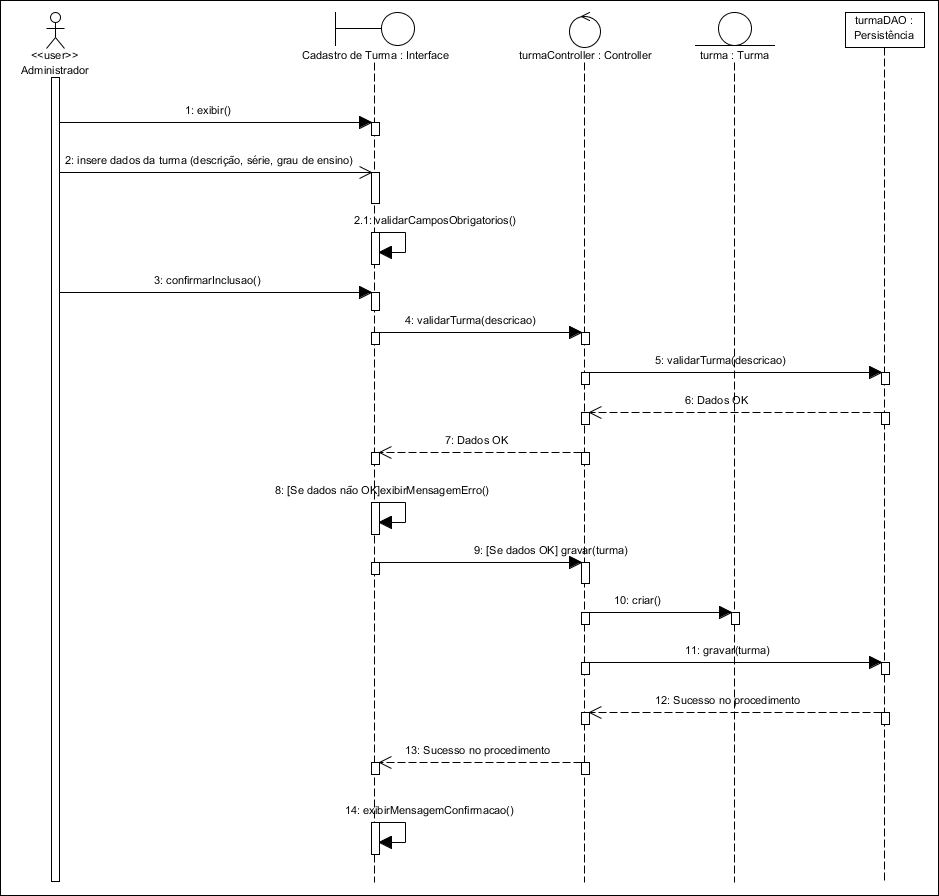 <<user>>
Administrador
Cadastro de Turma : Interface
turmaController : Controller
turma : Turma
turmaDAO :
Persistência
1: exibir()
2: insere dados da turma (descrição, série, grau de ensino)
2.1: validarCamposObrigatorios()
3: confirmarInclusao()
4: validarTurma(descricao)
5: validarTurma(descricao)
6: Dados OK
7: Dados OK
8: [Se dados não OK]exibirMensagemErro()
9: [Se dados OK] gravar(turma)
10: criar()
11: gravar(turma)
12: Sucesso no procedimento
13: Sucesso no procedimento
14: exibirMensagemConfirmacao()